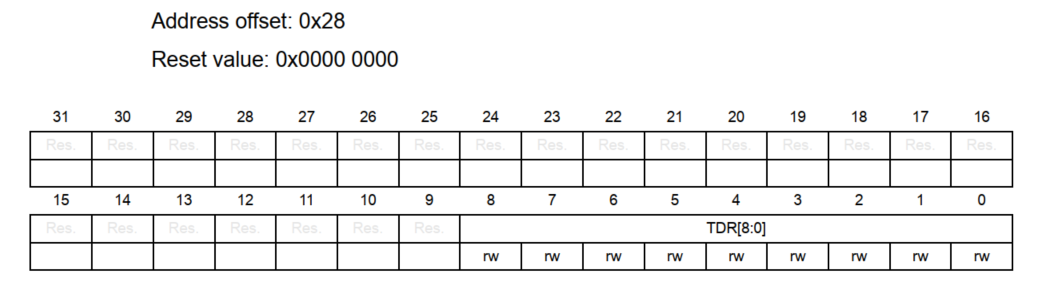 Address offset: 0x28
Reset value: 0x0000 0000
31 30 29 28 27 26 25 24 23 22 21 20 19 18 17 16
Res. Res. Res. Res. Res. Res. Res. Res. Res. Res. Res. Res. Res. Res. Res. Res.
15 14 13 12 11 10 9 8 7 6 5 4 3 2 1 0
Res. Res. Res. Res. Res. Res. Res. TDR[8:0]
rw rw rw rw rw rw rw rw rw